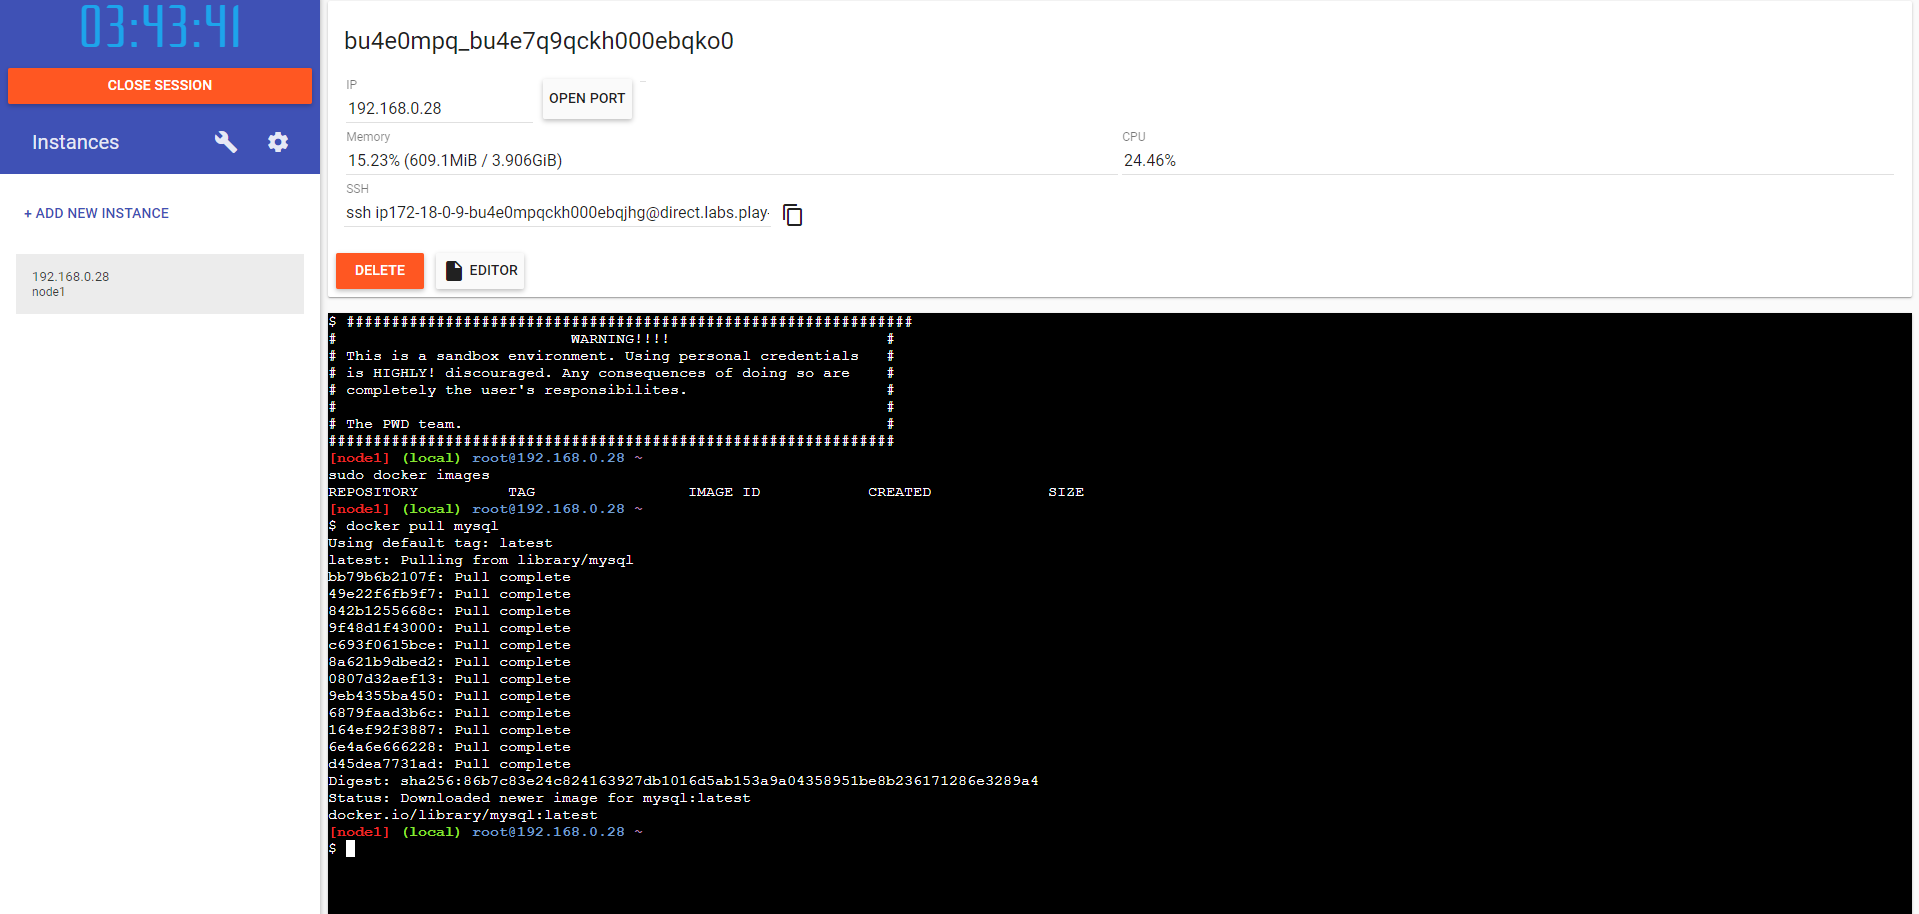 03:43:41
CLOSE SESSION
Instances
+ ADD NEW INSTANCE
192.168.0.28
node1
bu4e0mpq_bu4e7q9qckh000ebqko0
IP
192.168.0.28
OPEN PORT
Memory
15.23% (609.1MiB / 3.906GiB)
CPU
24.46%
SSH
ssh ip172-18-0-9-bu4e0mpqckh000ebqjhg@direct.labs.play-
DELETE
EDITOR
$ ###############################################################
#                          WARNING!!!!                        #
# This is a sandbox environment. Using personal credentials   #
# is HIGHLY! discouraged. Any consequences of doing so are    #
# completely the user's responsibilites.                      #
#                                                             #
# The PWD team.                                               #
###############################################################
[node1] (local) root@192.168.0.28 ~
sudo docker images
REPOSITORY          TAG                 IMAGE ID            CREATED             SIZE
[node1] (local) root@192.168.0.28 ~
$ docker pull mysql
Using default tag: latest
latest: Pulling from library/mysql
bb79b6b2107f: Pull complete
49e22f6fb9f7: Pull complete
842b1255668c: Pull complete
9f48d1f43000: Pull complete
c693f0615bce: Pull complete
8a621b9dbed2: Pull complete
0807d32aef13: Pull complete
9eb4355ba450: Pull complete
6879faad3b6c: Pull complete
164ef92f3887: Pull complete
6e4a6e666228: Pull complete
d45dea7731ad: Pull complete
Digest: sha256:86b7c83e24c824163927db1016d5ab153a9a04358951be8b236171286e3289a4
Status: Downloaded newer image for mysql:latest
docker.io/library/mysql:latest
[node1] (local) root@192.168.0.28 ~
$